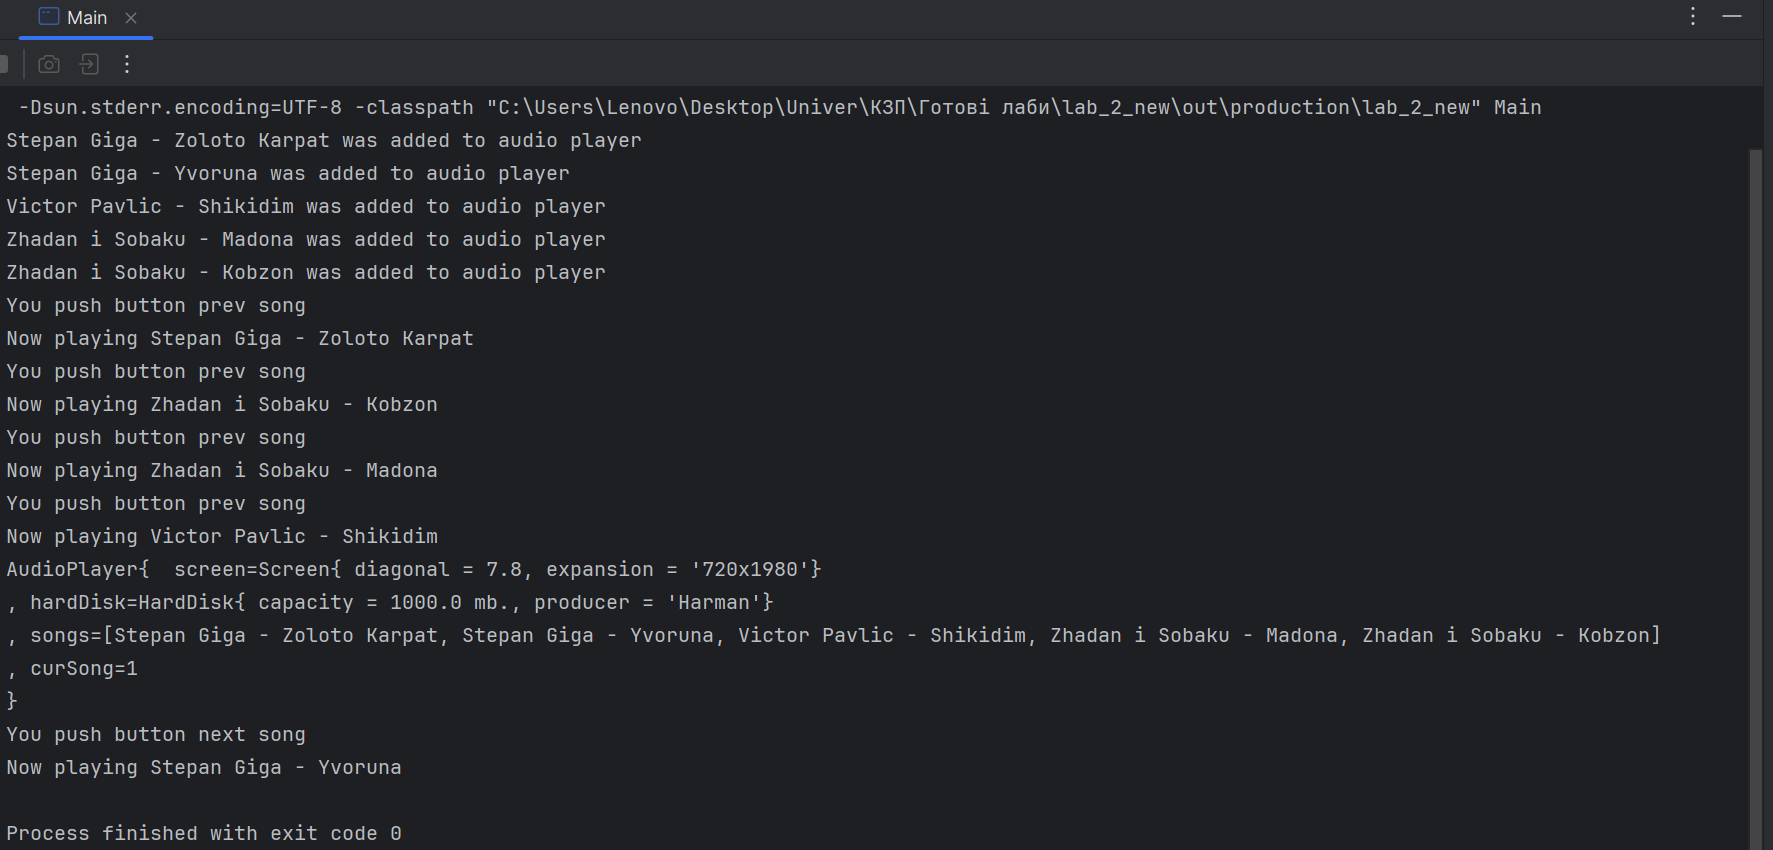 Main
-Dsun.stderr.encoding=UTF-8 -classpath "C:\Users\Lenovo\Desktop\Univer\КЗП\Готові лаби\lab_2_new\out\production\lab_2_new" Main
Stepan Giga - Zoloto Karpat was added to audio player
Stepan Giga - Yvoruna was added to audio player
Victor Pavlic - Shikidim was added to audio player
Zhadan i Sobaku - Madona was added to audio player
Zhadan i Sobaku - Kobzon was added to audio player
You push button prev song
Now playing Stepan Giga - Zoloto Karpat
You push button prev song
Now playing Zhadan i Sobaku - Kobzon
You push button prev song
Now playing Zhadan i Sobaku - Madona
You push button prev song
Now playing Victor Pavlic - Shikidim
AudioPlayer{  screen=Screen{ diagonal = 7.8, expansion = '720x1980'}
, hardDisk=HardDisk{ capacity = 1000.0 mb., producer = 'Harman'}
, songs=[Stepan Giga - Zoloto Karpat, Stepan Giga - Yvoruna, Victor Pavlic - Shikidim, Zhadan i Sobaku - Madona, Zhadan i Sobaku - Kobzon]
, curSong=1
}
You push button next song
Now playing Stepan Giga - Yvoruna
Process finished with exit code 0